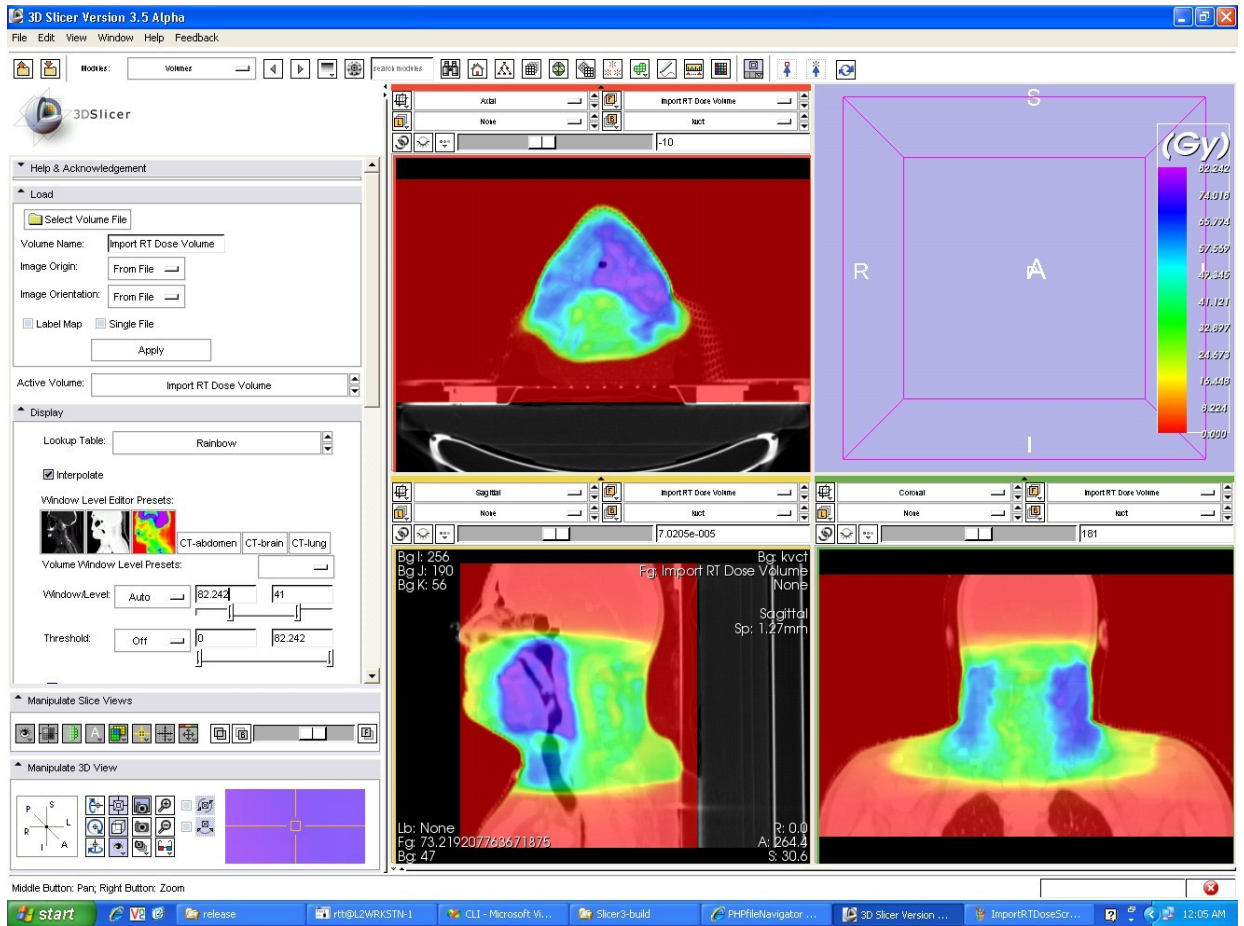 3D Slicer Version 3.5 Alpha
File Edit View Window Help Feedback
Modules: Volumes search modules
3DSlicer
Help & Acknowledgement
Load
Select Volume File
Volume Name: Import RT Dose Volume
Image Origin: From File
Image Orientation: From File
Label Map Single File
Apply
Active Volume: Import RT Dose Volume
Display
Lookup Table: Rainbow
Interpolate
Window Level Editor Presets:
CT-abdomen CT-brain CT-lung
Volume Window Level Presets:
Window/Level: Auto 82.242 41
Threshold: Off 0 82.242
Manipulate Slice Views
Manipulate 3D View
P S L R I A
Axial Import RT Dose Volume
None kvct
-10
S
R A
I
(Gy)
82.242
74.018
65.794
57.569
49.345
41.121
32.897
24.673
16.448
8.224
0.000
Sagittal Import RT Dose Volume
None kvct
7.0205e-005
Bg I: 256
Bg J: 190
Bg K: 56
Bg: kvct
Fg: Import RT Dose Volume
None
Sagittal
Sp: 1.27mm
Lb: None
Fg: 73.219207763671875
Bg: 47
R: 0.0
A: 264.4
S: 30.6
Coronal Import RT Dose Volume
None kvct
181
Middle Button: Pan; Right Button: Zoom
start release rtt@L2WRKSTN-1 CLI - Microsoft Vi... Slicer3-build PHPfileNavigator ... 3D Slicer Version ... ImportRTDoseScr... 12:05 AM